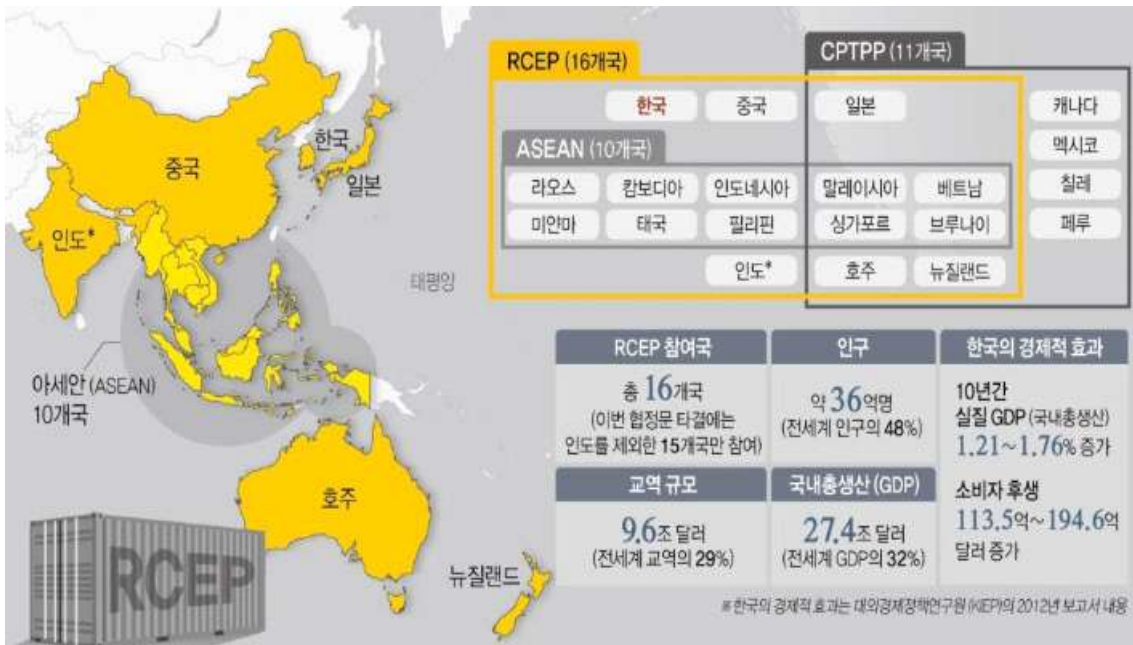 중국
한국
일본
인도*
태평양
아세안 (ASEAN)
10개국
호주
뉴질랜드
RCEP
RCEP (16개국)
CPTPP (11개국)
한국 중국 일본 캐나다
멕시코
ASEAN (10개국)
라오스 캄보디아 인도네시아 말레이시아 베트남 칠레
미얀마 태국 필리핀 싱가포르 브루나이 페루
인도* 호주 뉴질랜드
RCEP 참여국
총 16개국
(이번 협정문 타결에는
인도를 제외한 15개국만 참여)
인구
약 36억명
(전세계 인구의 48%)
한국의 경제적 효과
10년간
실질 GDP (국내총생산)
1.21~1.76% 증가
소비자 후생
113.5억~194.6억
달러 증가
교역 규모
9.6조 달러
(전세계 교역의 29%)
국내총생산 (GDP)
27.4조 달러
(전세계 GDP의 32%)
※한국의 경제적 효과는 대외경제정책연구원(KIEP)의 2012년 보고서 내용